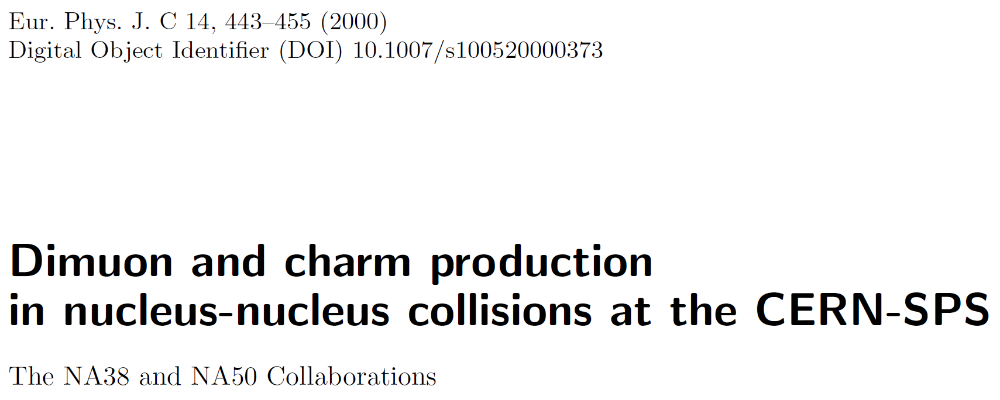 Eur. Phys. J. C 14, 443–455 (2000)
Digital Object Identifier (DOI) 10.1007/s100520000373
Dimuon and charm production
in nucleus-nucleus collisions at the CERN-SPS
The NA38 and NA50 Collaborations